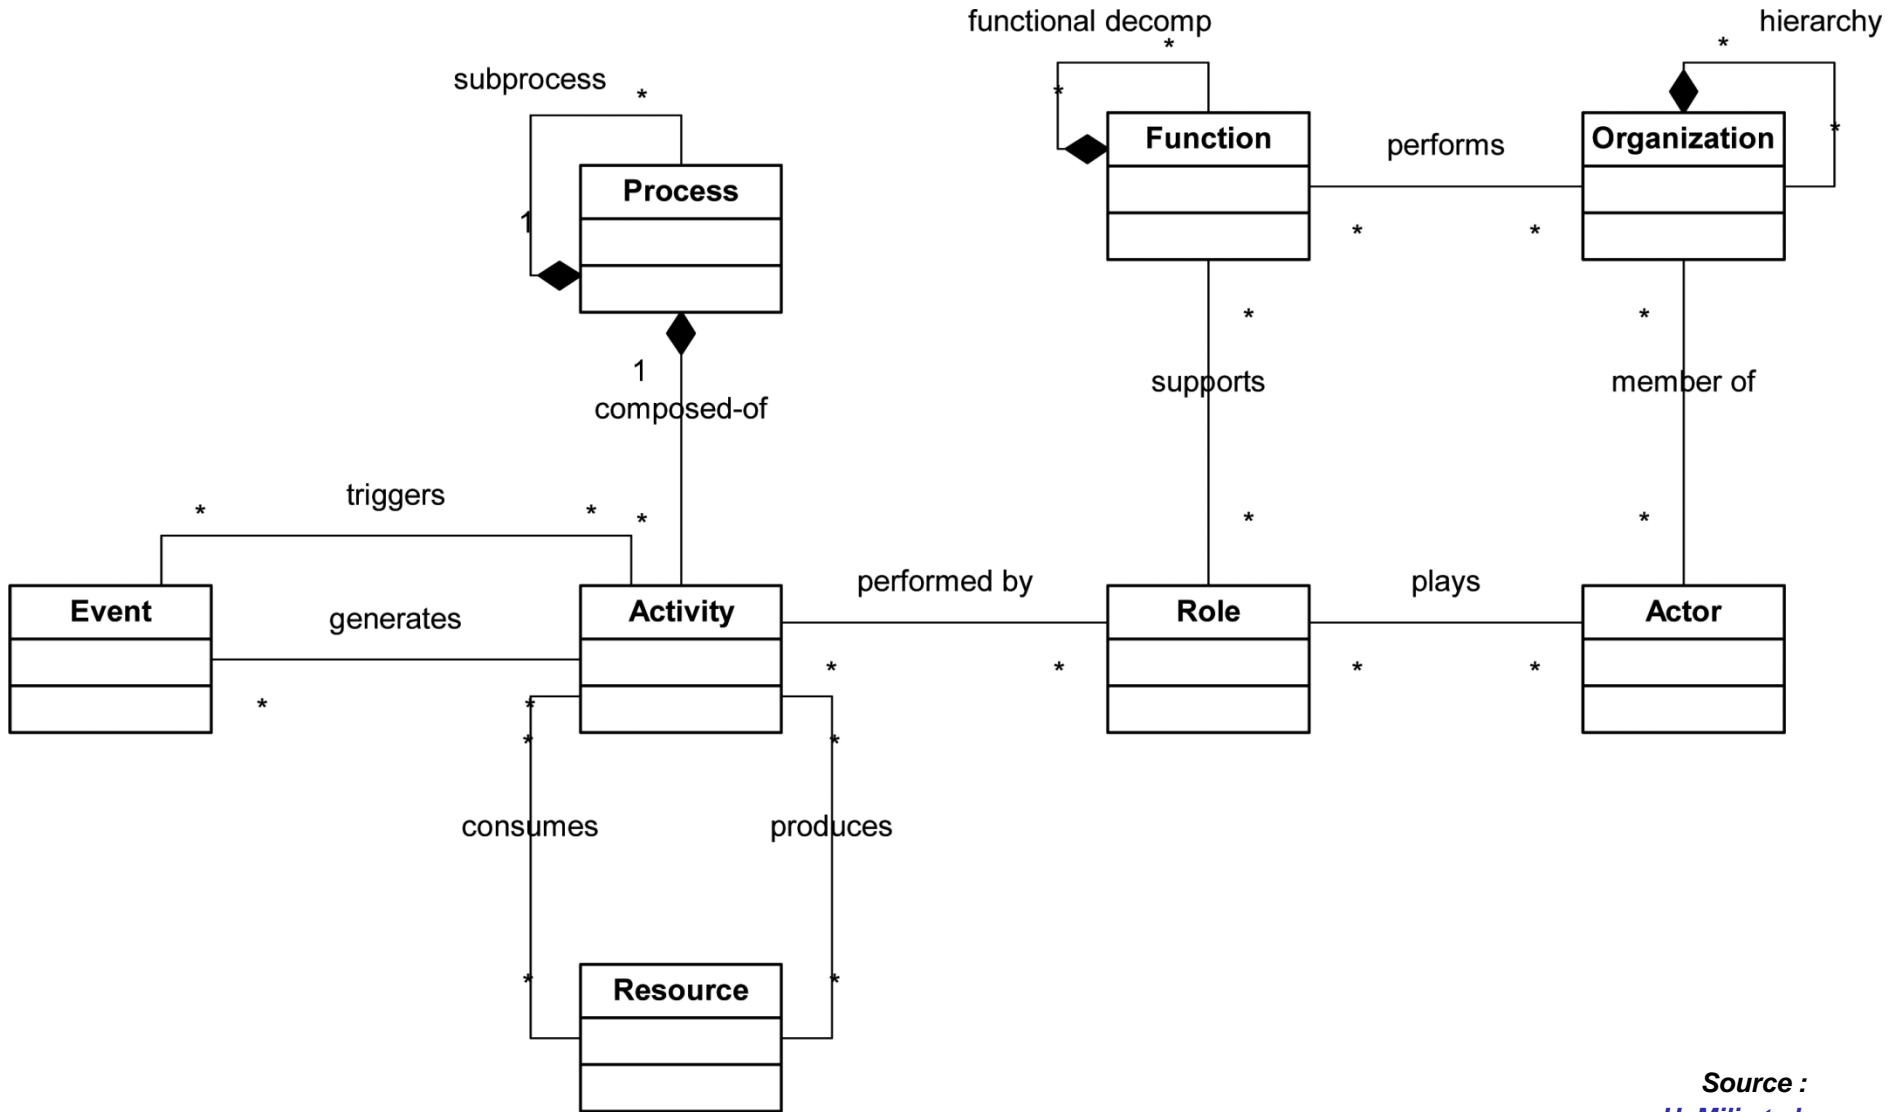 functional decomp
hierarchy
*
*
subprocess
*
*
*
Function
performs
Organization
Process
1
*
*
*
*
1
supports
member of
composed-of
triggers
*
*
*
*
*
performed by
plays
Event
generates
Activity
Role
Actor
*
*
*
*
*
*
*
*
consumes
produces
*
*
Resource
Source :